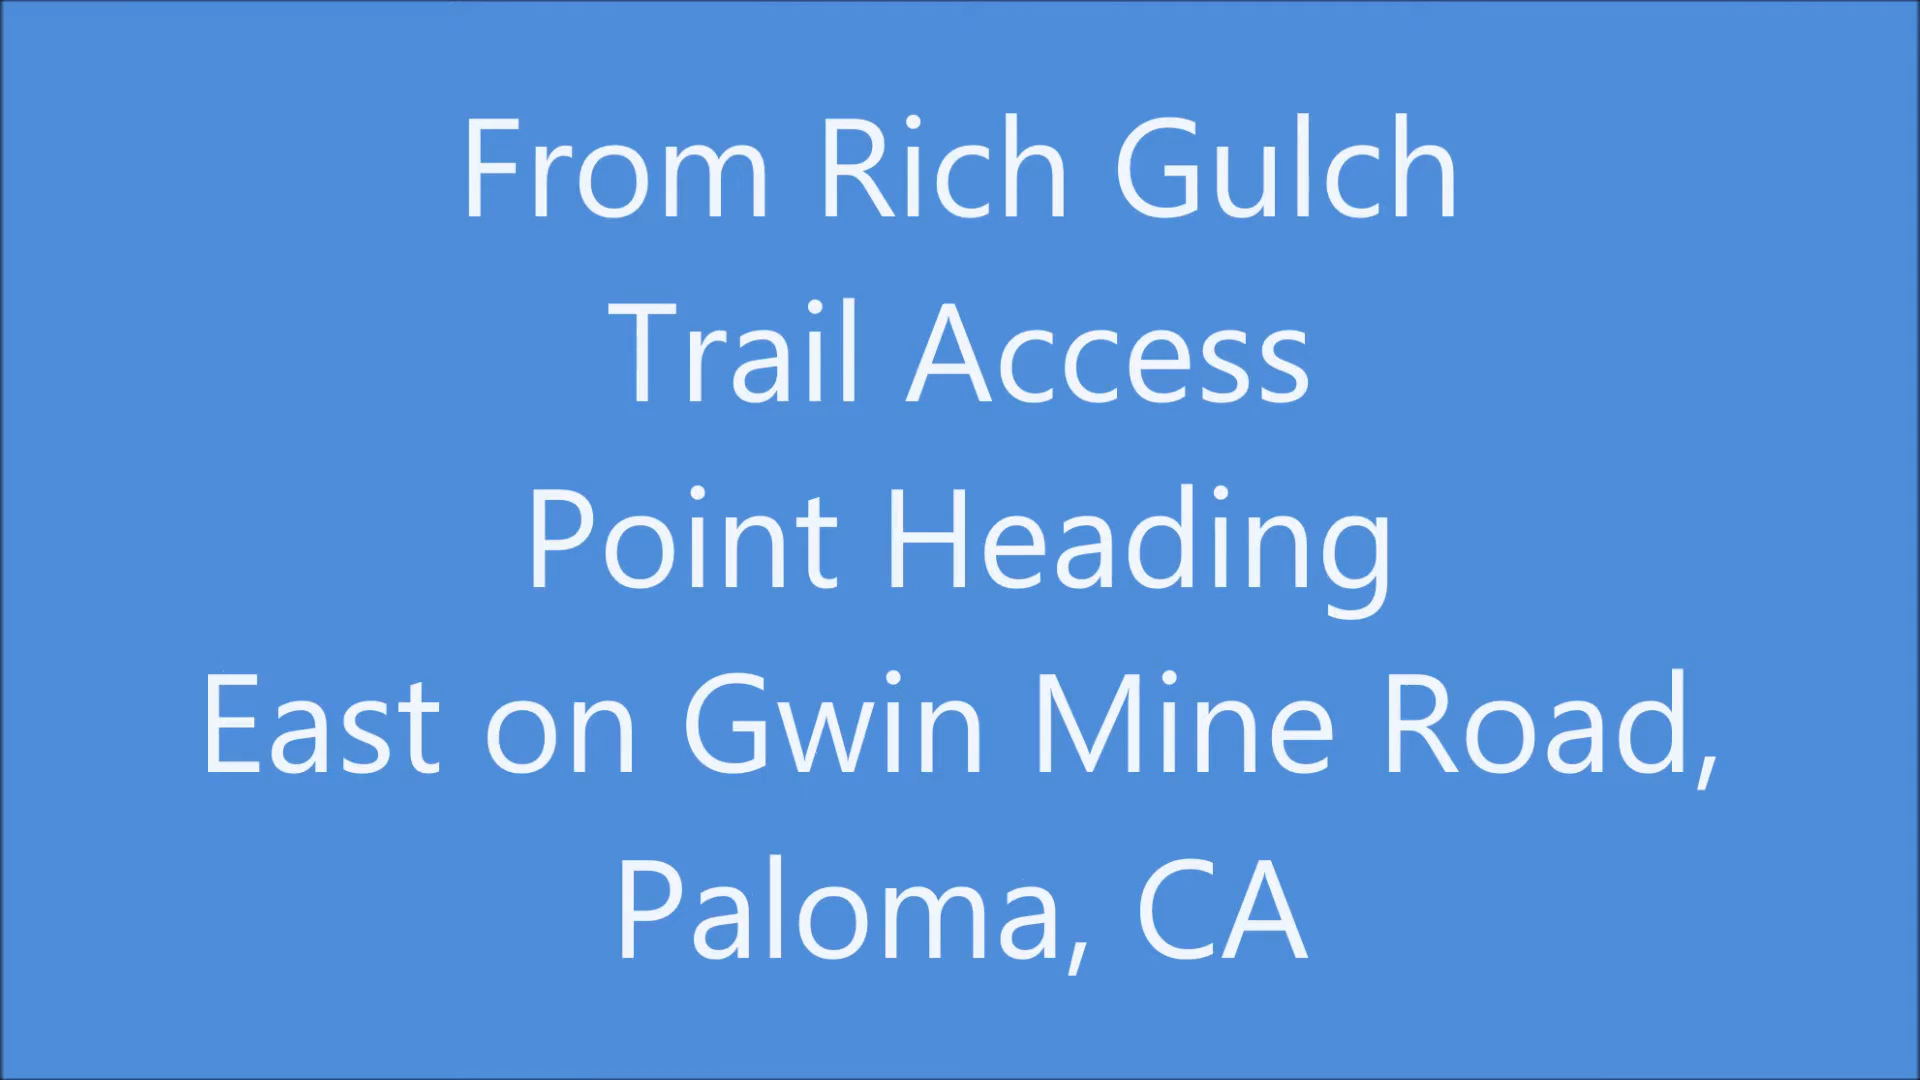 From Rich Gulch
Trail Access
Point Heading
East on Gwin Mine Road,
Paloma, CA